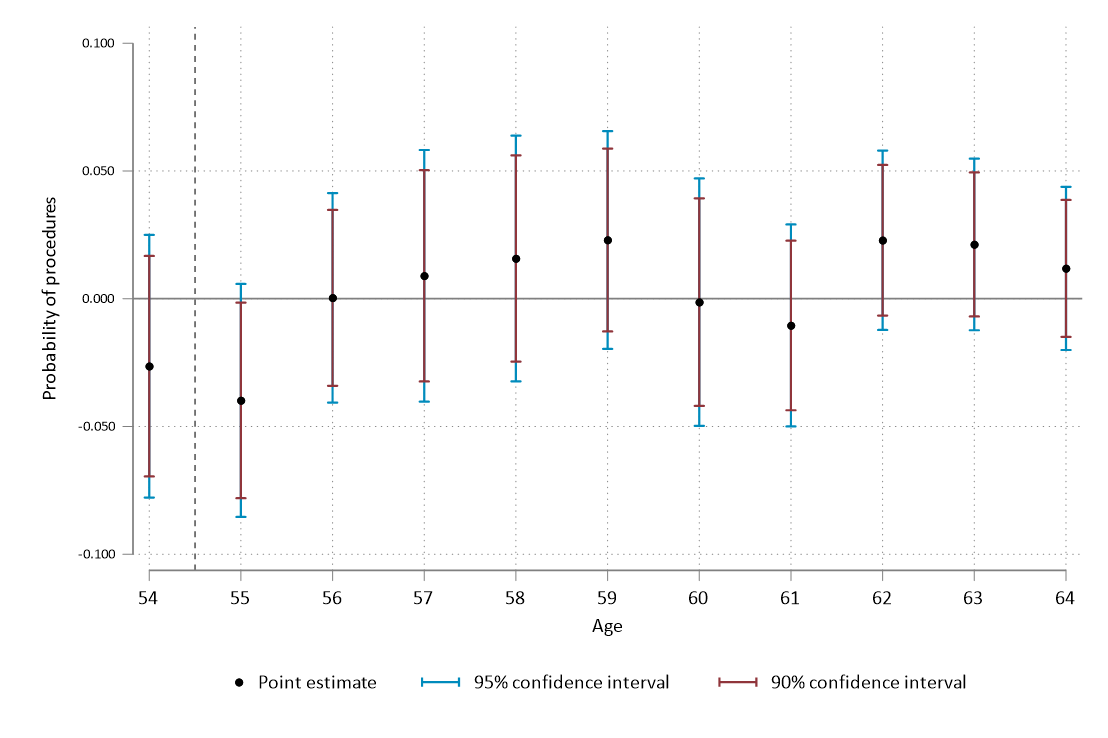 0.100
0.050
0.000
-0.050
-0.100
Probability of procedures
54 55 56 57 58 59 60 61 62 63 64
Age
Point estimate 95% confidence interval 90% confidence interval